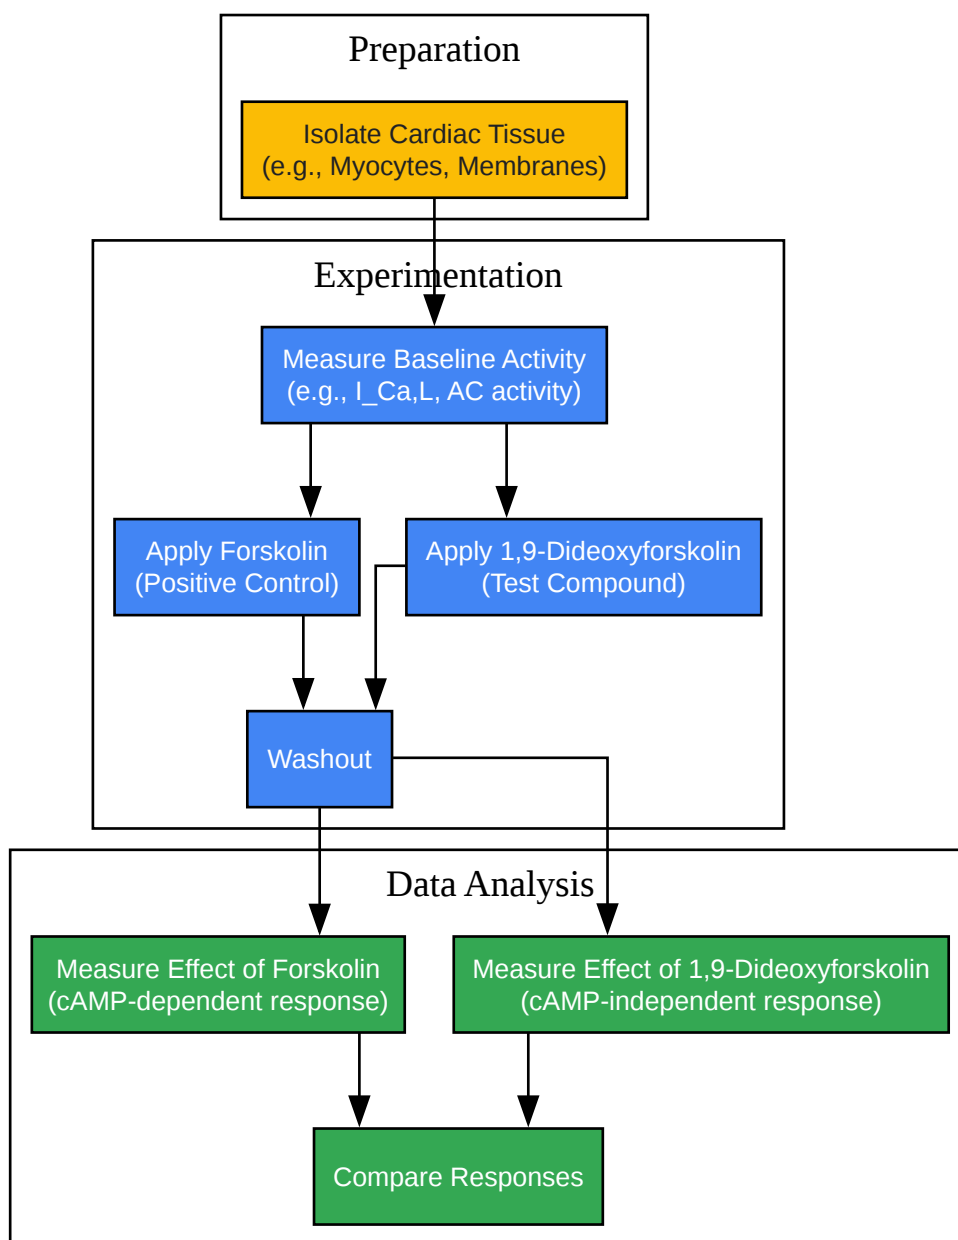 Preparation
Isolate Cardiac Tissue
(e.g., Myocytes, Membranes)
Experimentation
Measure Baseline Activity
(e.g., I_Ca,L, AC activity)
Apply Forskolin
(Positive Control)
Apply 1,9-Dideoxyforskolin
(Test Compound)
Washout
Data Analysis
Measure Effect of Forskolin
(cAMP-dependent response)
Measure Effect of 1,9-Dideoxyforskolin
(cAMP-independent response)
Compare Responses